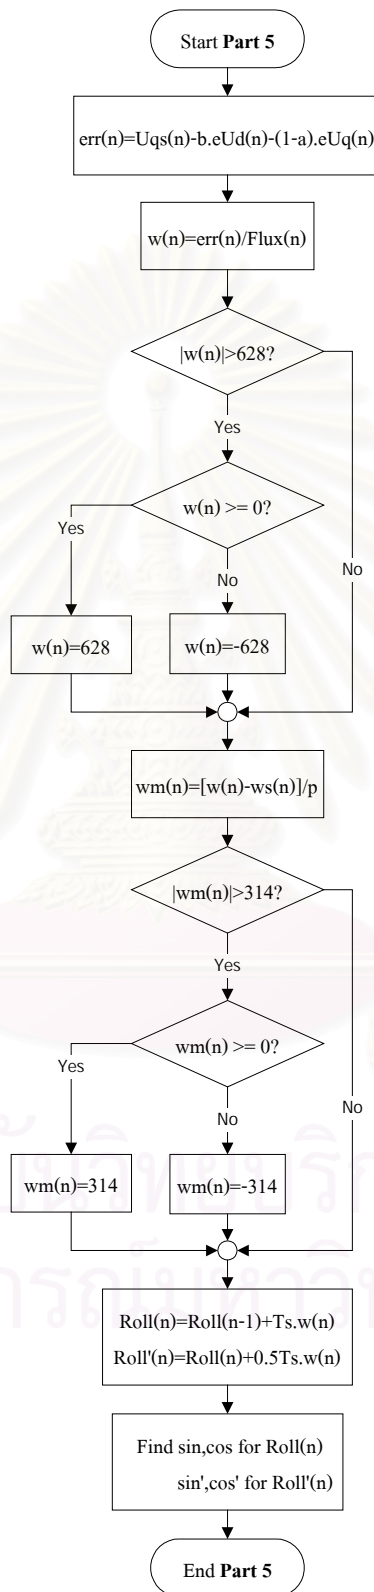 Start Part 5
err(n)=Uqs(n)-b.eUd(n)-(1-a).eUq(n)
w(n)=err(n)/Flux(n)
|w(n)|>628?
Yes
w(n) >= 0?
Yes
No
No
w(n)=628
w(n)=-628
wm(n)=[w(n)-ws(n)]/p
|wm(n)|>314?
Yes
wm(n) >= 0?
Yes
No
No
wm(n)=314
wm(n)=-314
Roll(n)=Roll(n-1)+Ts.w(n)
Roll'(n)=Roll(n)+0.5Ts.w(n)
Find sin,cos for Roll(n)
sin',cos' for Roll'(n)
End Part 5